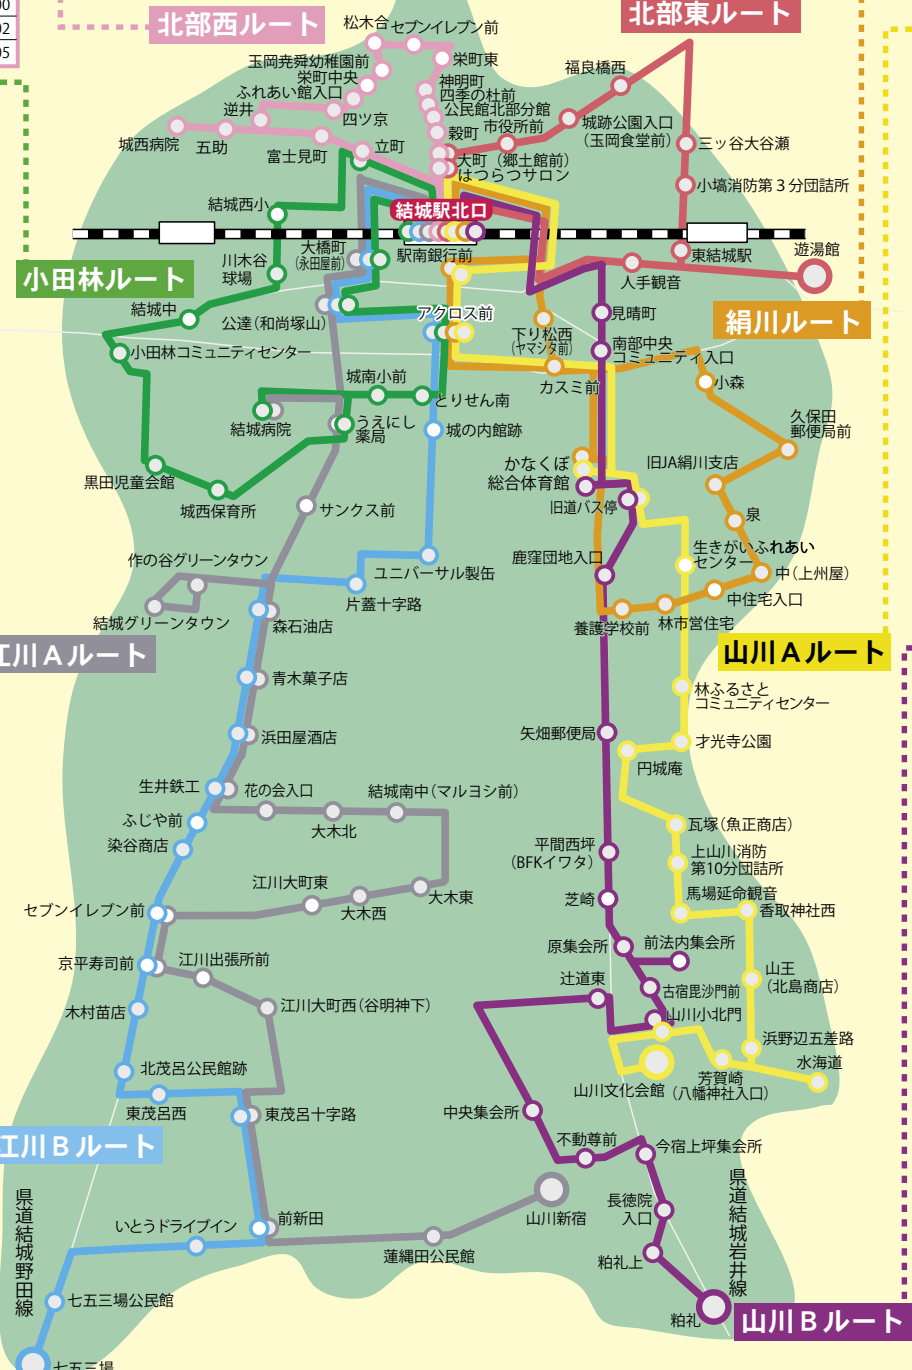 00
02
05
北部西ルート
北部東ルート
松木合
セブンイレブン前
栄町東
玉岡尭舜幼稚園前
栄町中央
ふれあい館入口
逆井
四ツ京
城西病院
五助
富士見町
立町
神明町
四季の杜前
公民館北部分館
穀町
市役所前
大町（郷土館前）
はつらつサロン
福良橋西
城跡公園入口
（玉岡食堂前）
三ッ谷大谷瀬
小塙消防第３分団詰所
結城駅北口
結城西小
川木谷
球場
大橋町
（永田屋前）
駅南銀行前
東結城駅
遊湯館
人手観音
小田林ルート
結城中
公達（和尚塚山）
アクロス前
下り松西
（ヤマシタ前）
見晴町
絹川ルート
南部中央
コミュニティ入口
小田林コミュニティセンター
城南小前
とりせん南
カスミ前
小森
結城病院
うえにし
薬局
城の内館跡
久保田
郵便局前
かなくぼ
総合体育館
旧JA絹川支店
黒田児童会館
城西保育所
サンクス前
旧道バス停
泉
鹿窪団地入口
生きがいふれあい
センター
作の谷グリーンタウン
ユニバーサル製缶
中（上州屋）
片蓋十字路
中住宅入口
結城グリーンタウン
森石油店
養護学校前
林市営住宅
江川Ａルート
山川Ａルート
青木菓子店
林ふるさと
コミュニティセンター
浜田屋酒店
矢畑郵便局
才光寺公園
円城庵
生井鉄工
花の会入口
結城南中（マルヨシ前）
ふじや前
大木北
瓦塚（魚正商店）
染谷商店
平間西坪
（BFKイワタ）
上山川消防
第10分団詰所
江川大町東
大木東
芝崎
馬場延命観音
セブンイレブン前
大木西
香取神社西
原集会所
前法内集会所
京平寿司前
江川出張所前
辻道東
古宿毘沙門前
山王
（北島商店）
木村苗店
江川大町西（谷明神下）
山川小北門
浜野辺五差路
北茂呂公民館跡
水海道
山川文化会館
芳賀崎
（八幡神社入口）
東茂呂西
東茂呂十字路
中央集会所
江川Ｂルート
不動尊前
今宿上坪集会所
県道結城野田線
県道結城岩井線
山川新宿
長徳院
入口
いとうドライブイン
前新田
蓮縄田公民館
粕礼上
七五三場公民館
粕礼
山川Ｂルート
七五三場